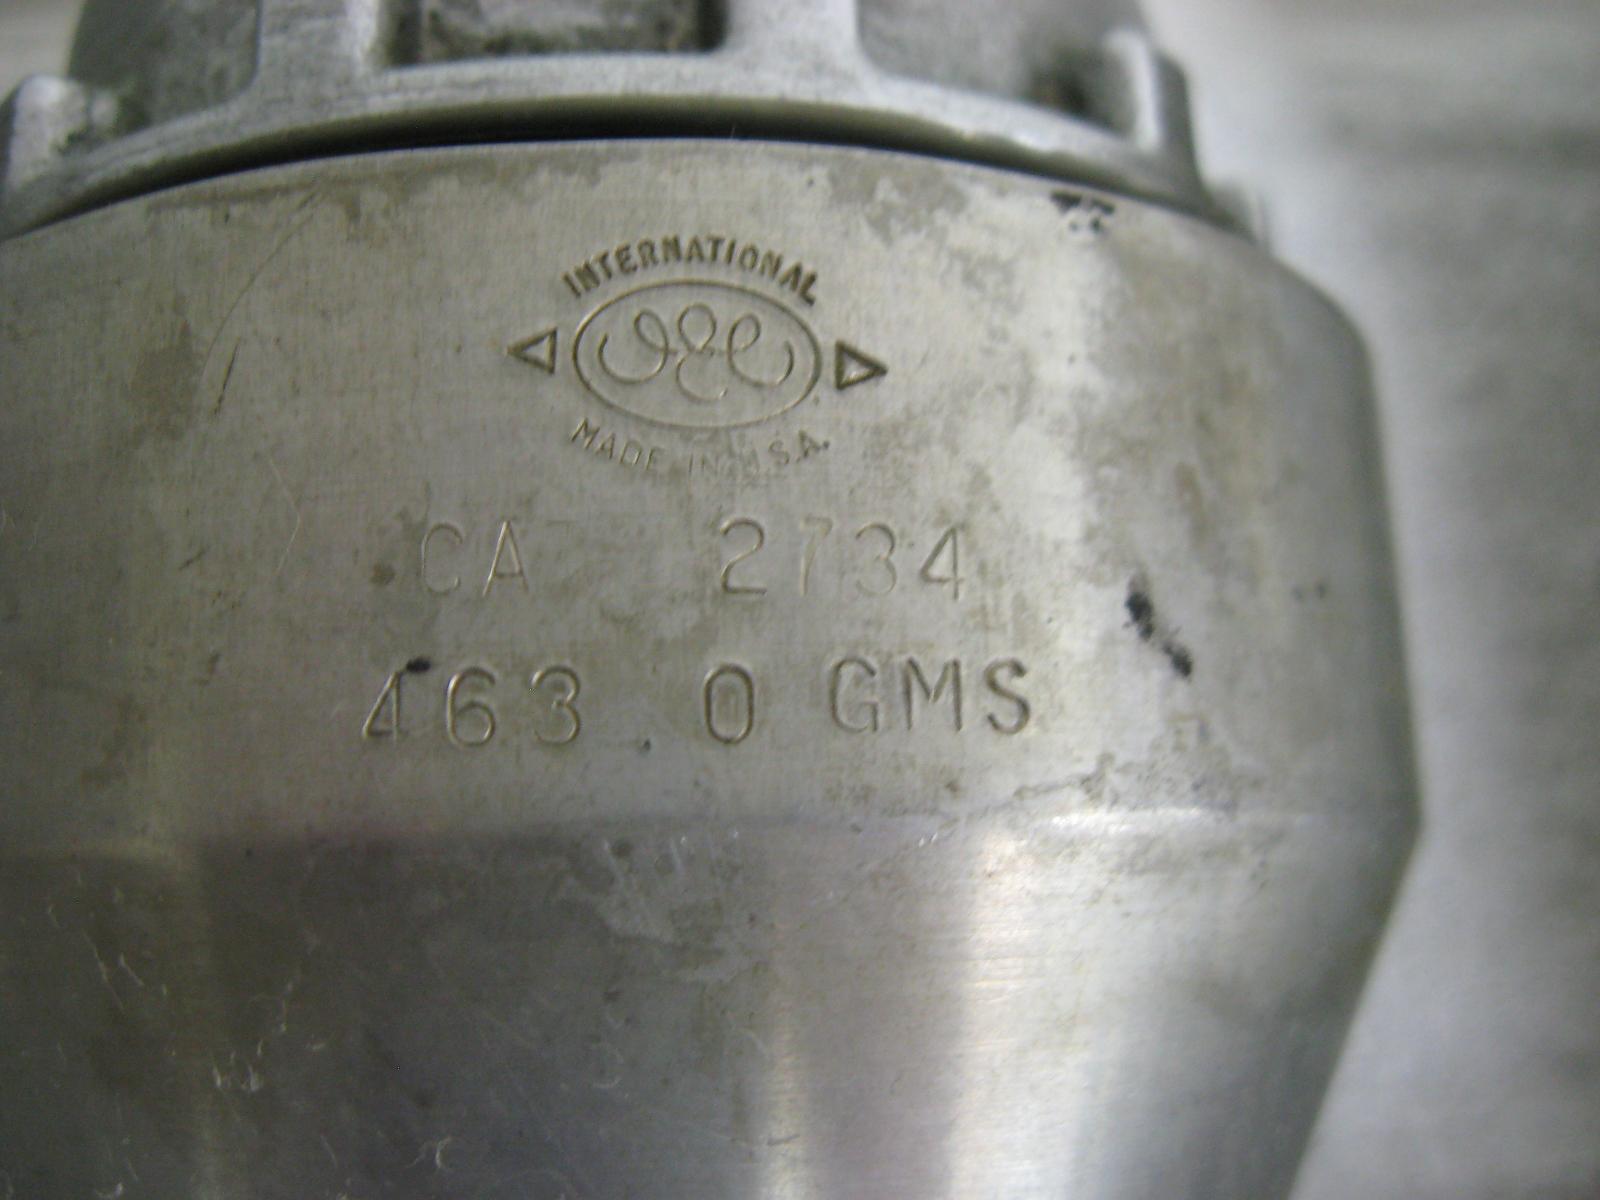 INTERNATIONAL
IEC
MADE IN U.S.A.
CA 2734
463.0 GMS